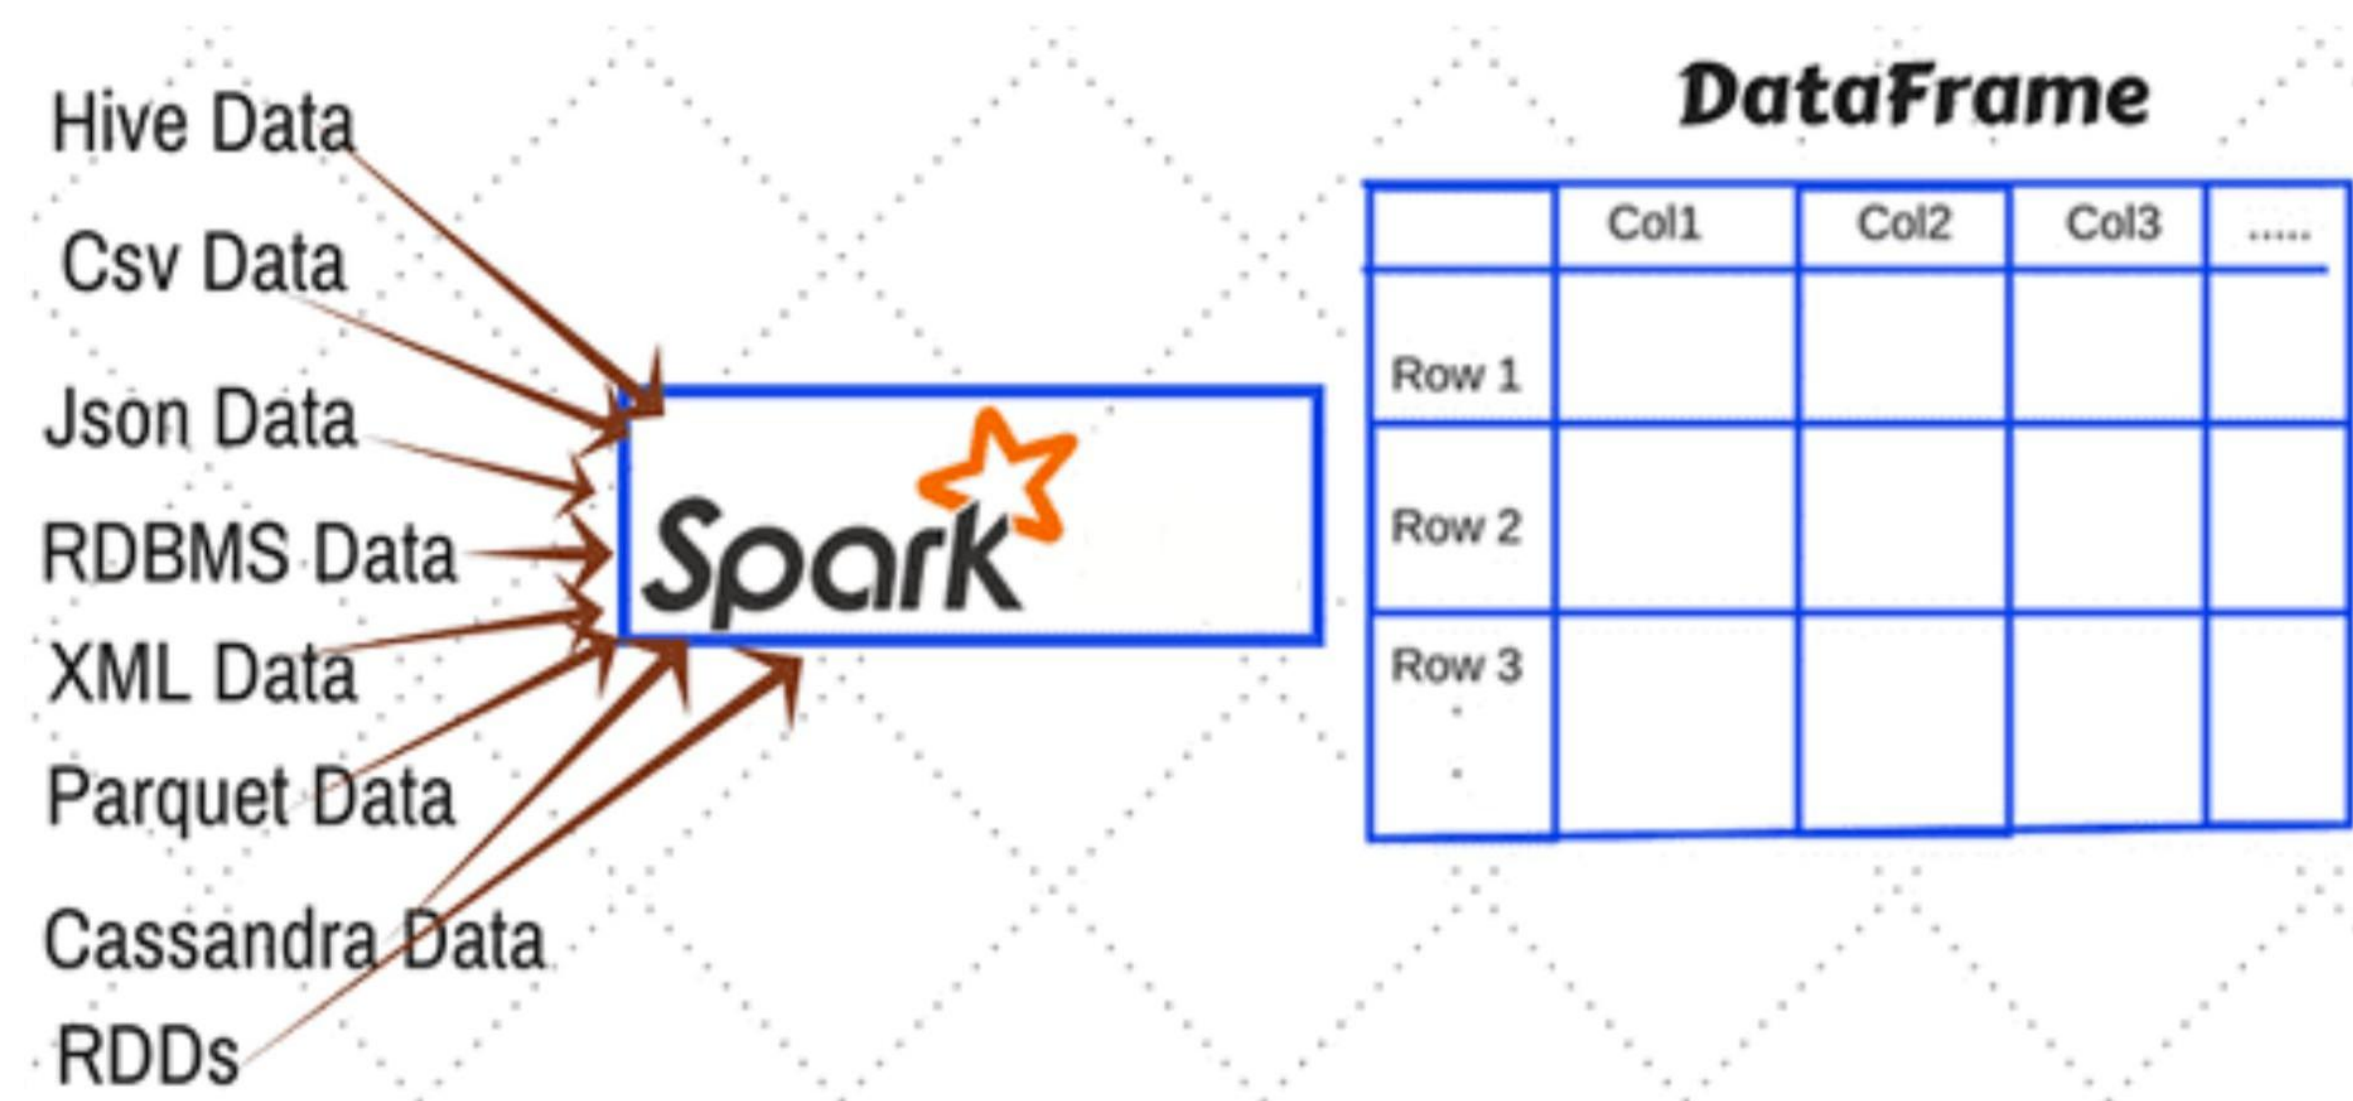 Hive Data
Csv Data
Json Data
RDBMS Data
XML Data
Parquet Data
Cassandra Data
RDDs
Spark
DataFrame
Col1 Col2 Col3 .....
Row 1
Row 2
Row 3